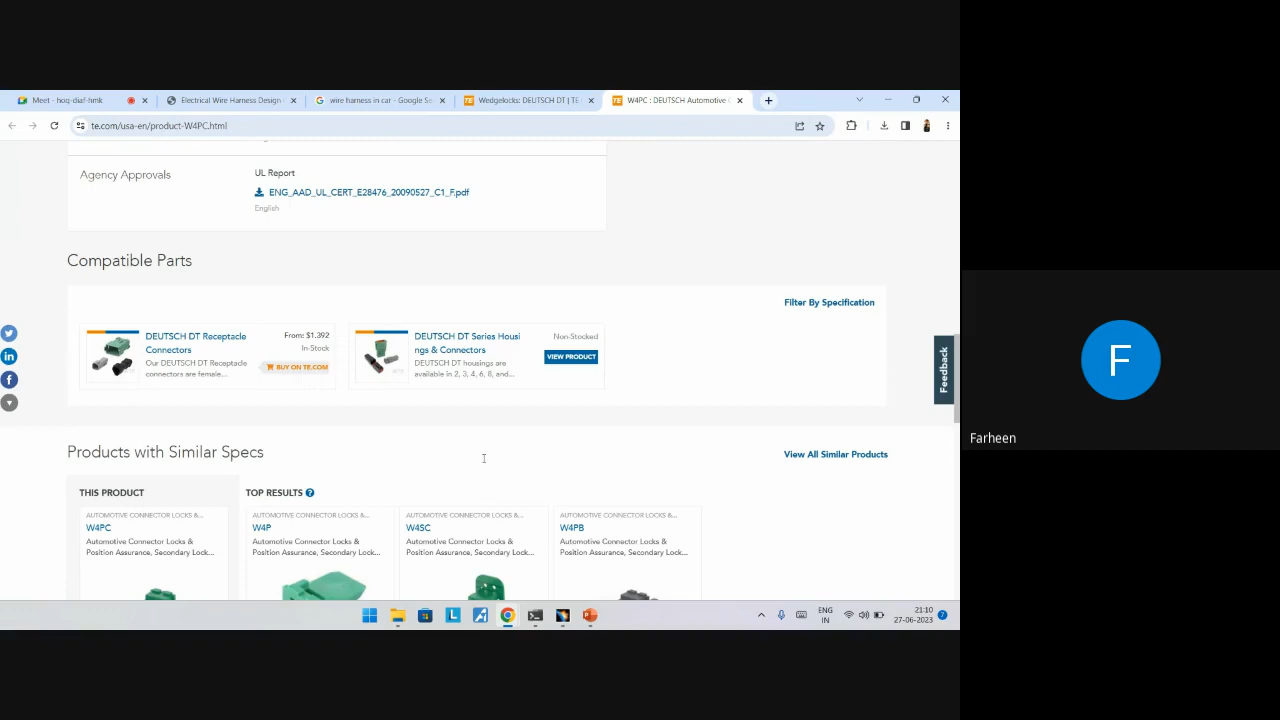 Meet - hoq-diaf-hmk
Electrical Wire Harness Design
wire harness in car - Google Se
TE
Wedgelocks: DEUTSCH DT | TE
TE
W4PC : DEUTSCH Automotive
te.com/usa-en/product-W4PC.html
Agency Approvals
UL Report
ENG_AAD_UL_CERT_E28476_20090527_C1_F.pdf
English
Compatible Parts
Filter By Specification
DEUTSCH DT Receptacle
Connectors
Our DEUTSCH DT Receptacle
connectors are female...
From: $1.392
In-Stock
BUY ON TE.COM
DEUTSCH DT Series Housi
ngs & Connectors
DEUTSCH DT housings are
available in 2, 3, 4, 6, 8, and...
Non-Stocked
VIEW PRODUCT
Feedback
Products with Similar Specs
View All Similar Products
THIS PRODUCT
TOP RESULTS ?
AUTOMOTIVE CONNECTOR LOCKS &...
W4PC
Automotive Connector Locks &
Position Assurance, Secondary Lock...
AUTOMOTIVE CONNECTOR LOCKS &...
W4P
Automotive Connector Locks &
Position Assurance, Secondary Lock...
AUTOMOTIVE CONNECTOR LOCKS &...
W4SC
Automotive Connector Locks &
Position Assurance, Secondary Lock...
AUTOMOTIVE CONNECTOR LOCKS &...
W4PB
Automotive Connector Locks &
Position Assurance, Secondary Lock...
L
ENG
IN
21:10
27-06-2023
7
F
Farheen